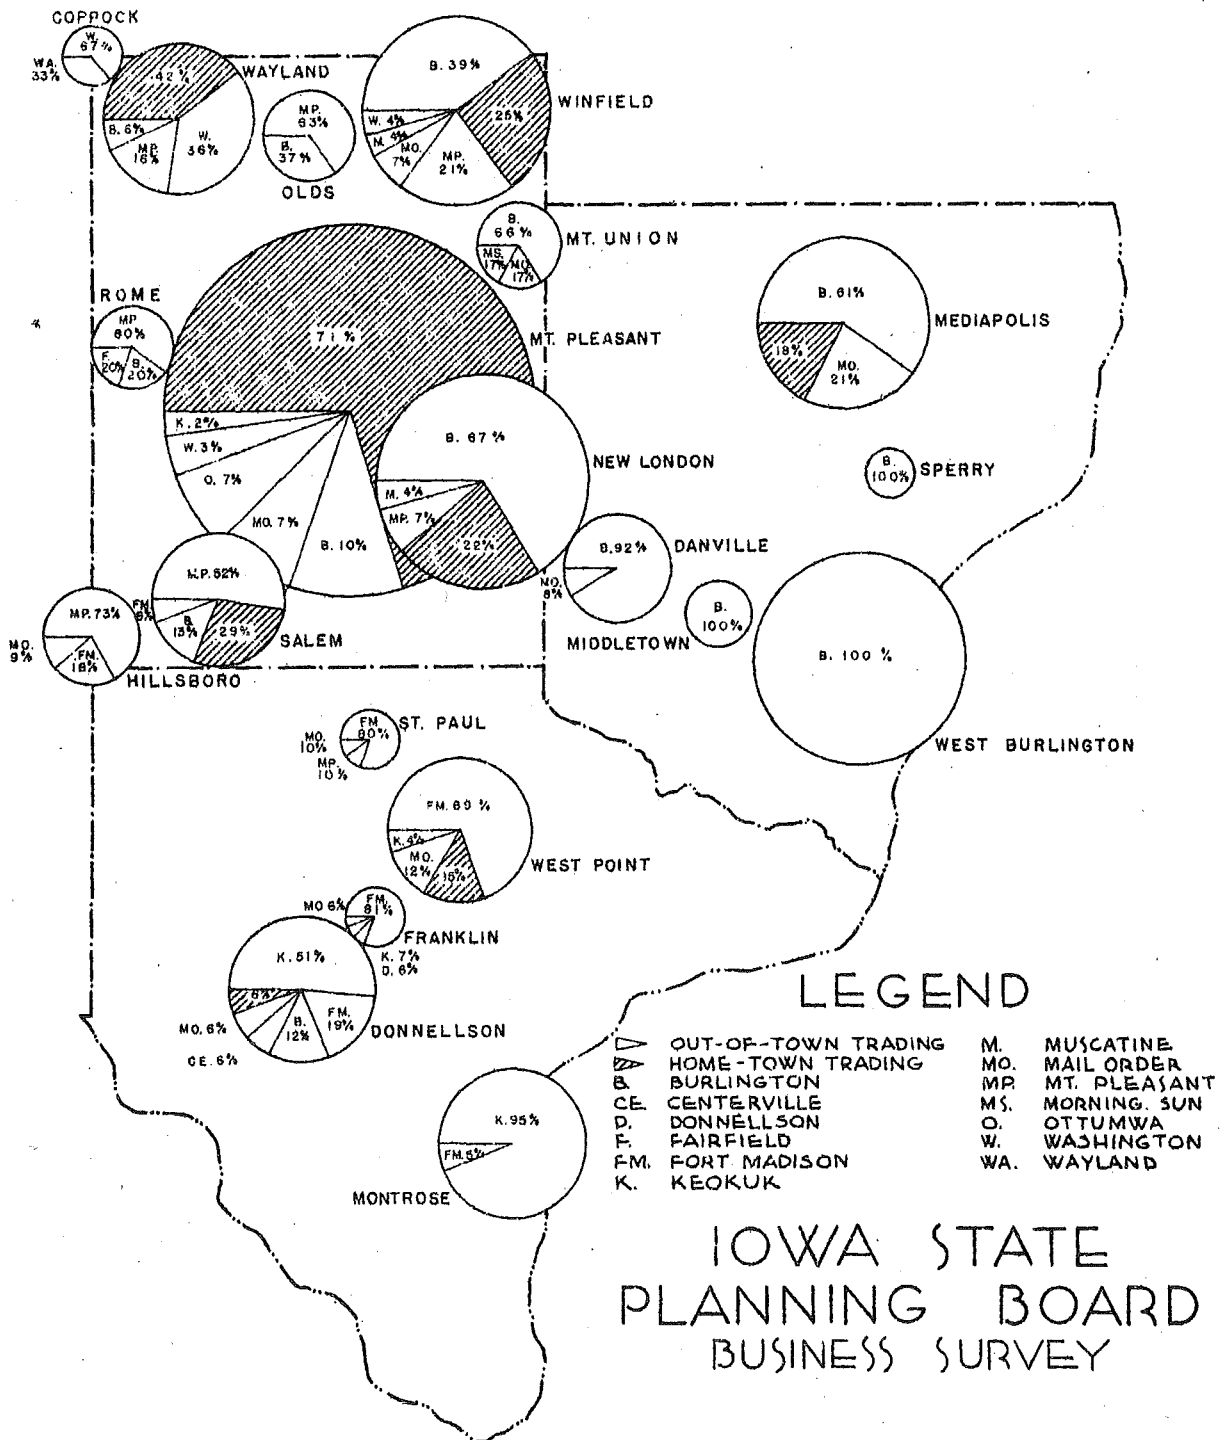 COPPOCK
W.
67%
WA.
33%
42%
WAYLAND
B. 6%
MP.
16%
W.
36%
MP.
63%
B.
37%
OLDS
B. 39%
WINFIELD
25%
W. 4%
M. 4%
MO.
7%
MP.
21%
B.
66%
MT. UNION
MS.
17%
MO.
17%
ROME
MP.
60%
F.
20%
B.
20%
71%
MT. PLEASANT
K. 2%
W. 3%
O. 7%
MO. 7%
B. 10%
B. 61%
MEDIAPOLIS
18%
MO.
21%
B. 67%
NEW LONDON
M. 4%
MP. 7%
22%
B.
100%
SPERRY
B. 92%
DANVILLE
MO.
8%
B.
100%
MIDDLETOWN
B. 100 %
WEST BURLINGTON
M.P. 52%
FM.
6%
B.
13%
29%
SALEM
MP. 73%
MO.
9%
FM.
18%
HILLSBORO
FM
80%
ST. PAUL
MO.
10%
MP.
10%
FM. 69 %
K. 4%
MO.
12%
15%
WEST POINT
MO 6%
FM.
81%
FRANKLIN
K. 7%
D. 6%
K. 51%
6%
MO. 6%
CE. 6%
B.
12%
FM.
19%
DONNELLSON
K. 95%
FM. 5%
MONTROSE
LEGEND
OUT-OF-TOWN TRADING
HOME-TOWN TRADING
B. BURLINGTON
CE. CENTERVILLE
D. DONNELLSON
F. FAIRFIELD
FM. FORT MADISON
K. KEOKUK
M. MUSCATINE
MO. MAIL ORDER
MP. MT. PLEASANT
MS. MORNING. SUN
O. OTTUMWA
W. WASHINGTON
WA. WAYLAND
IOWA STATE
PLANNING BOARD
BUSINESS SURVEY